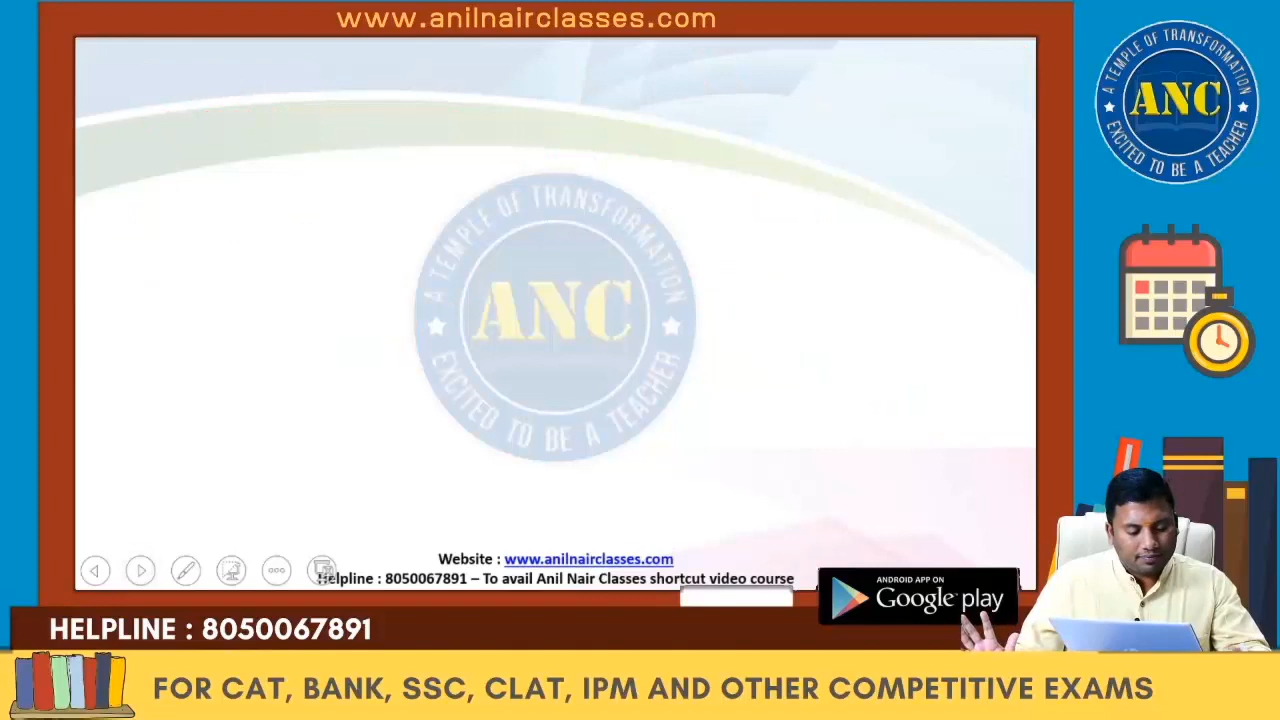 www.anilnairclasses.com
A TEMPLE OF TRANSFORMATION
ANC
EXCITED TO BE A TEACHER
A TEMPLE OF TRANSFORMATION
ANC
EXCITED TO BE A TEACHER
Website : www.anilnairclasses.com
Helpline : 8050067891 – To avail Anil Nair Classes shortcut video course
ANDROID APP ON
Google play
HELPLINE : 8050067891
FOR CAT, BANK, SSC, CLAT, IPM AND OTHER COMPETITIVE EXAMS